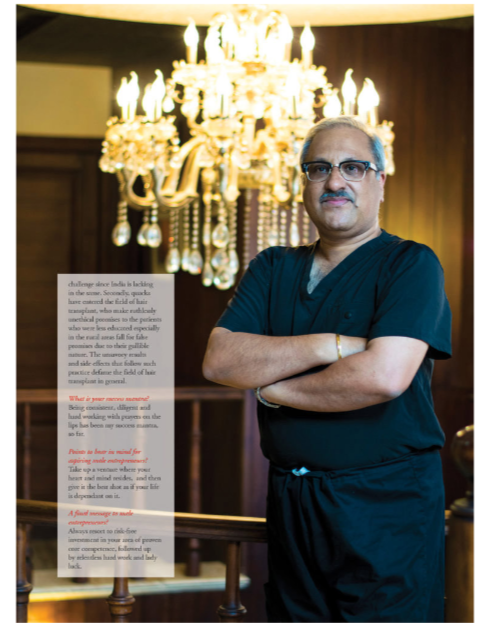 challenge since India is lacking
in the same. Secondly, quacks
have entered the field of hair
transplant, who make ruthlessly
unethical promises to the patients
who were less educated especially
in the rural areas fall for false
promises due to their gullible
nature. The unsavory results
and side effects that follow such
practice defame the field of hair
transplant in general.
What is your success mantra?
Being consistent, diligent and
hard working with prayers on the
lips has been my success mantra,
so far.
Points to bear in mind for
aspiring male entrepreneurs?
Take up a venture where your
heart and mind resides, and then
give it the best shot as if your life
is dependant on it.
A final message to male
entrepreneurs?
Always resort to risk-free
investment in your area of proven
core competence, followed up
by relentless hard work and lady
luck.